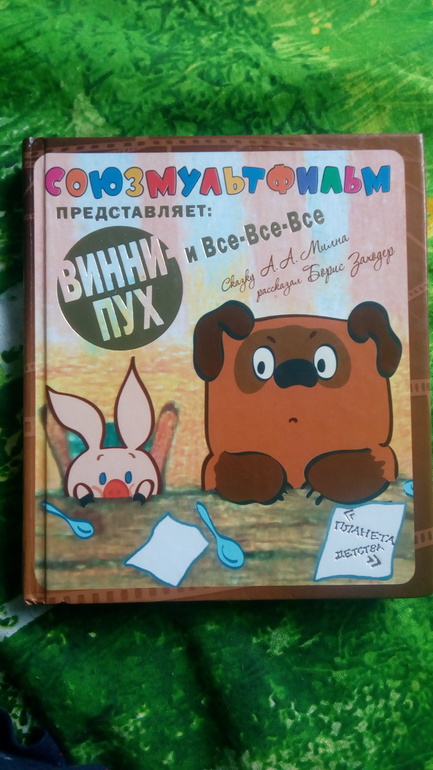 СОЮЗМУЛЬТФИЛЬМ
ПРЕДСТАВЛЯЕТ:
ВИННИ-
ПУХ
и Все-Все-Все
Сказку А. А. Милна
рассказал Борис Заходер
ПЛАНЕТА
ДЕТСТВА